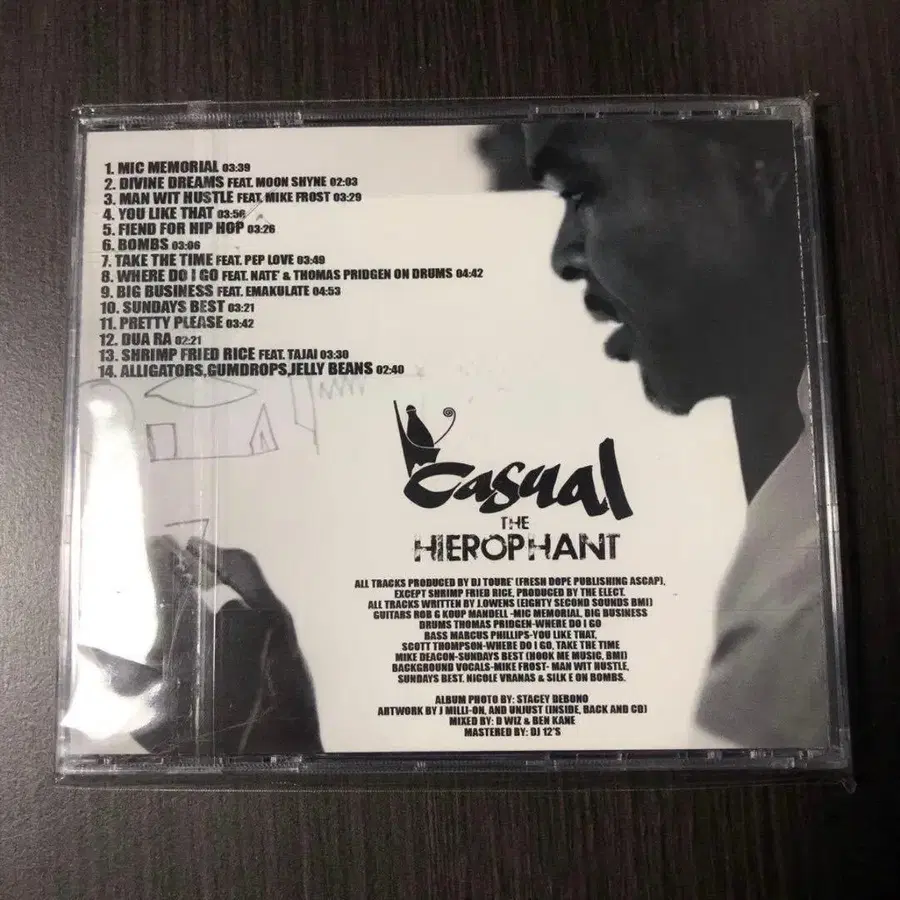 1. MIC MEMORIAL 03:39
2. DIVINE DREAMS FEAT. MOON SHYNE 02:03
3. MAN WIT HUSTLE FEAT. MIKE FROST 03:29
4. YOU LIKE THAT 03:56
5. FIEND FOR HIP HOP 03:26
6. BOMBS 03:06
7. TAKE THE TIME FEAT. PEP LOVE 03:49
8. WHERE DO I GO FEAT. NATE' & THOMAS PRIDGEN ON DRUMS 04:42
9. BIG BUSINESS FEAT. EMAKULATE 04:53
10. SUNDAYS BEST 03:21
11. PRETTY PLEASE 03:42
12. DUA RA 02:21
13. SHRIMP FRIED RICE FEAT. TAJAI 03:30
14. ALLIGATORS,GUMDROPS,JELLY BEANS 02:40
Casual
THE
HIEROPHANT
ALL TRACKS PRODUCED BY DJ TOURE' (FRESH DOPE PUBLISHING ASCAP),
EXCEPT SHRIMP FRIED RICE, PRODUCED BY THE ELECT.
ALL TRACKS WRITTEN BY J.OWENS (EIGHTY SECOND SOUNDS BMI)
GUITARS ROB G KOUP MANDELL -MIC MEMORIAL, BIG BUSINESS
DRUMS THOMAS PRIDGEN-WHERE DO I GO
BASS MARCUS PHILLIPS-YOU LIKE THAT,
SCOTT THOMPSON-WHERE DO I GO, TAKE THE TIME
MIKE DEACON-SUNDAYS BEST (HOOK ME MUSIC, BMI)
BACKGROUND VOCALS-MIKE FROST- MAN WIT HUSTLE,
SUNDAYS BEST. NICOLE VRANAS & SILK E ON BOMBS.
ALBUM PHOTO BY: STACEY DEBONO
ARTWORK BY J MILLI-ON, AND UNJUST (INSIDE, BACK AND CD)
MIXED BY: D WIZ & BEN KANE
MASTERED BY: DJ 12'S